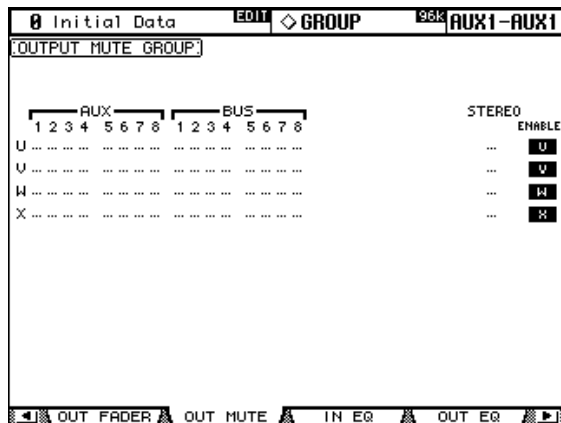 0 Initial Data EDIT ◇ GROUP 96k AUX1-AUX1
OUTPUT MUTE GROUP
AUX BUS STEREO
1 2 3 4 5 6 7 8 1 2 3 4 5 6 7 8 ENABLE
U ... ... ... ... ... ... ... ... ... ... ... ... ... ... ... ... ... U
V ... ... ... ... ... ... ... ... ... ... ... ... ... ... ... ... ... V
W ... ... ... ... ... ... ... ... ... ... ... ... ... ... ... ... ... W
X ... ... ... ... ... ... ... ... ... ... ... ... ... ... ... ... ... X
OUT FADER OUT MUTE IN EQ OUT EQ